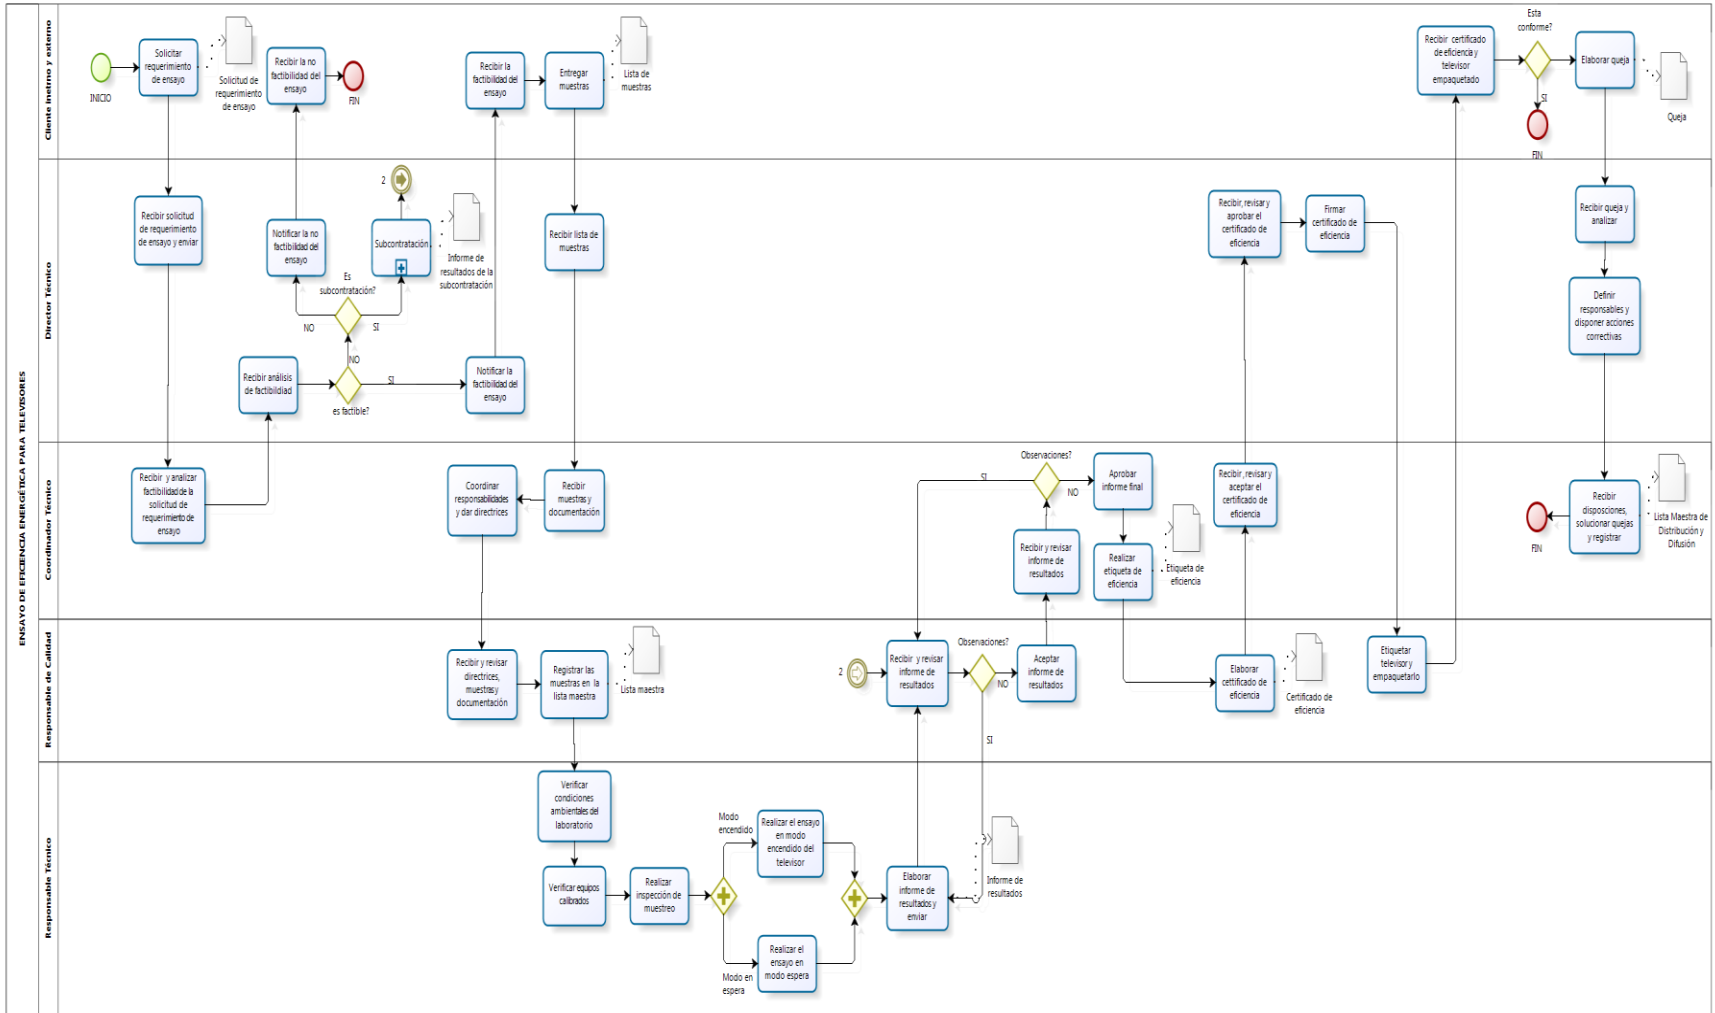 ENSAYO DE EFICIENCIA ENERGÉTICA PARA TELEVISORES
Cliente inetrno y externo
INICIO
Solicitar
requerimiento
de ensayo
Solicitud de
requerimiento
de ensayo
Recibir la no
factibilidad del
ensayo
FIN
Recibir la
factibilidad del
ensayo
Entregar
muestras
Lista de
muestras
Recibir certificado
de eficiencia y
televisor
empaquetado
Esta
conforme?
SI
FIN
Elaborar queja
Queja
Director Técnico
Recibir solicitud
de requerimiento
de ensayo y enviar
Notificar la no
factibilidad del
ensayo
2
Subcontratación
Informe de
resultados de la
subcontratación
Es
subcontratación?
NO
SI
NO
Recibir análisis
de factibildiad
es factible?
SI
Notificar la
factibilidad del
ensayo
Recibir lista de
muestras
Recibir, revisar y
aprobar el
certificado de
eficiencia
Firmar
certificado de
eficiencia
Recibir queja y
analizar
Definir
responsables y
disponer acciones
correctivas
Coordinador Técnico
Recibir y analizar
factibilidad de la
solicitud de
requerimiento de
ensayo
Coordinar
responsabilidades
y dar directrices
Recibir
muestras y
documentación
Observaciones?
SI
NO
Recibir y revisar
informe de
resultados
Aprobar
informe final
Realizar
etiqueta de
eficiencia
Etiqueta de
eficiencia
Recibir, revisar y
aceptar el
certificado de
eficiencia
FIN
Recibir
disposciones,
solucionar quejas
y registrar
Lista Maestra de
Distribución y
Difusión
Responsable de Calidad
Recibir y revisar
directrices,
muestras y
documentación
Registrar las
muestras en la
lista maestra
Lista maestra
2
Recibir y revisar
informe de
resultados
Observaciones?
NO
SI
Aceptar
informe de
resultados
Elaborar
certtificado de
eficiencia
Certificado de
eficiencia
Etiquetar
televisor y
empaquetarlo
Responsable Técnico
Verificar
condiciones
ambientales del
laboratorio
Verificar equipos
calibrados
Realizar
inspección de
muestreo
Modo
encendido
Realizar el ensayo
en modo
encendido del
televisor
Modo en
espera
Realizar el
ensayo en
modo espera
Elaborar
informe de
resultados y
enviar
Informe de
resultados